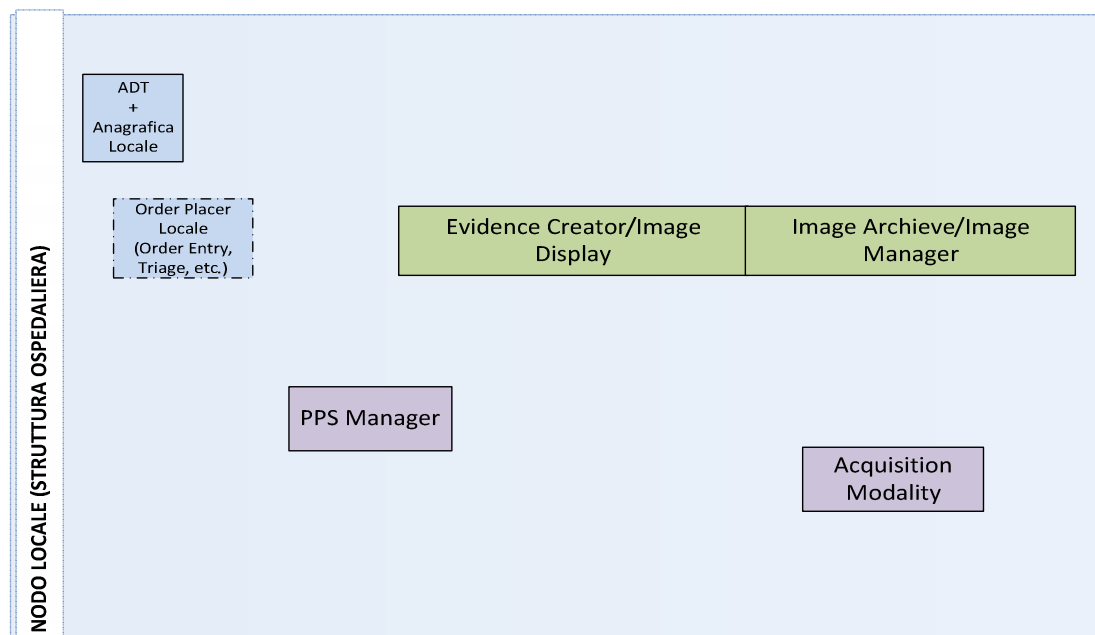 NODO LOCALE (STRUTTURA OSPEDALIERA)
ADT
+
Anagrafica
Locale
Order Placer
Locale
(Order Entry,
Triage, etc.)
Evidence Creator/Image
Display
Image Archieve/Image
Manager
PPS Manager
Acquisition
Modality